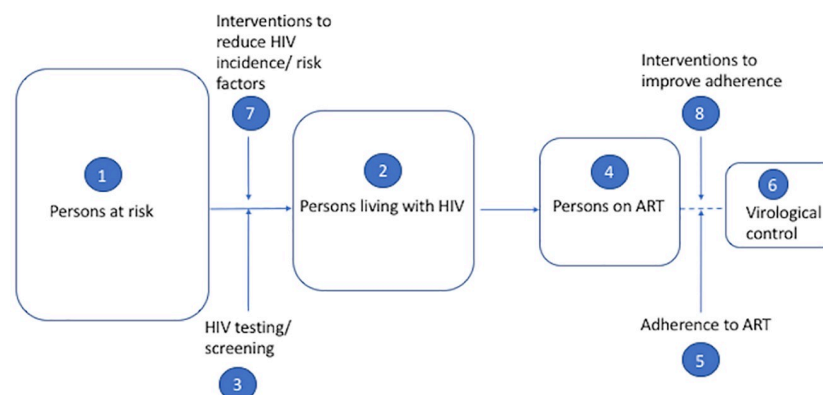 Interventions to
reduce HIV
incidence/ risk
factors
7
Interventions to
improve adherence
8
1
Persons at risk
2
Persons living with HIV
4
Persons on ART
6
Virological
control
HIV testing/
screening
3
Adherence to ART
5